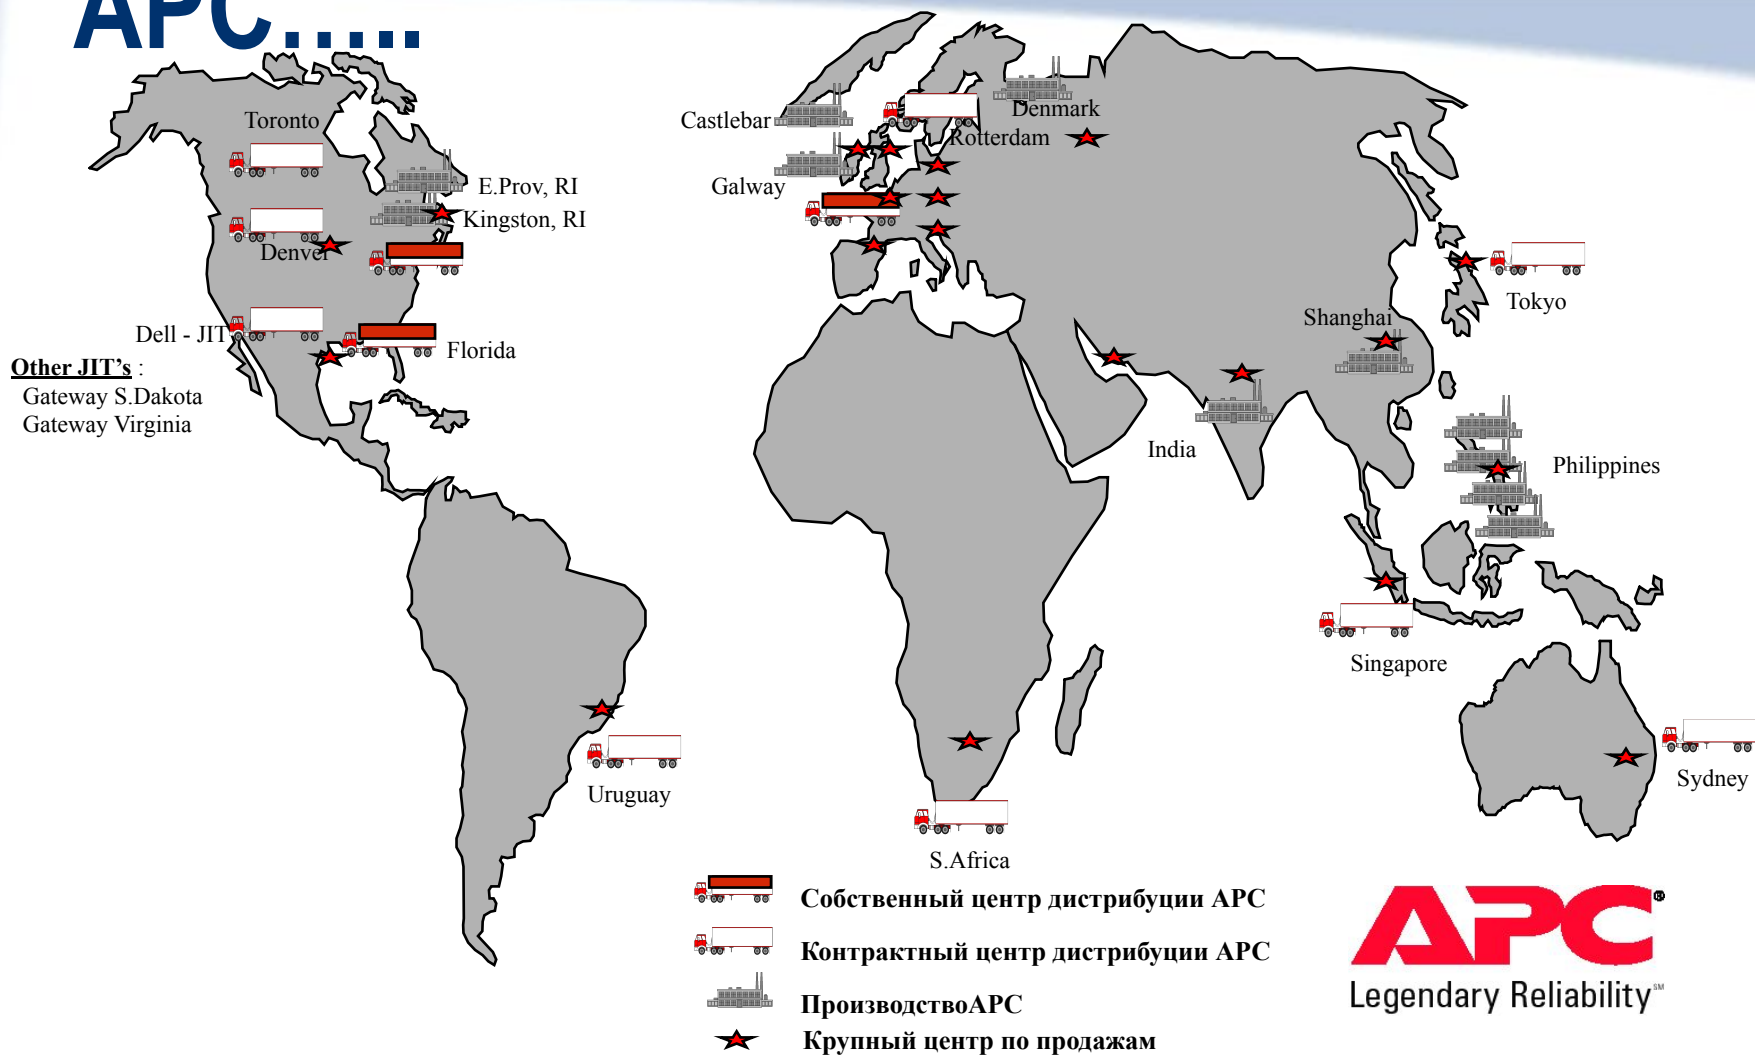 APC.....
Toronto
E.Prov, RI
Kingston, RI
Denver
Dell - JIT
Florida
Other JIT’s :
Gateway S.Dakota
Gateway Virginia
Castlebar
Galway
Denmark
Rotterdam
Tokyo
Shanghai
India
Philippines
Singapore
Sydney
Uruguay
S.Africa
Собственный центр дистрибуции APC
Контрактный центр дистрибуции APC
ПроизводствоAPC
Крупный центр по продажам
APC®
Legendary Reliability℠